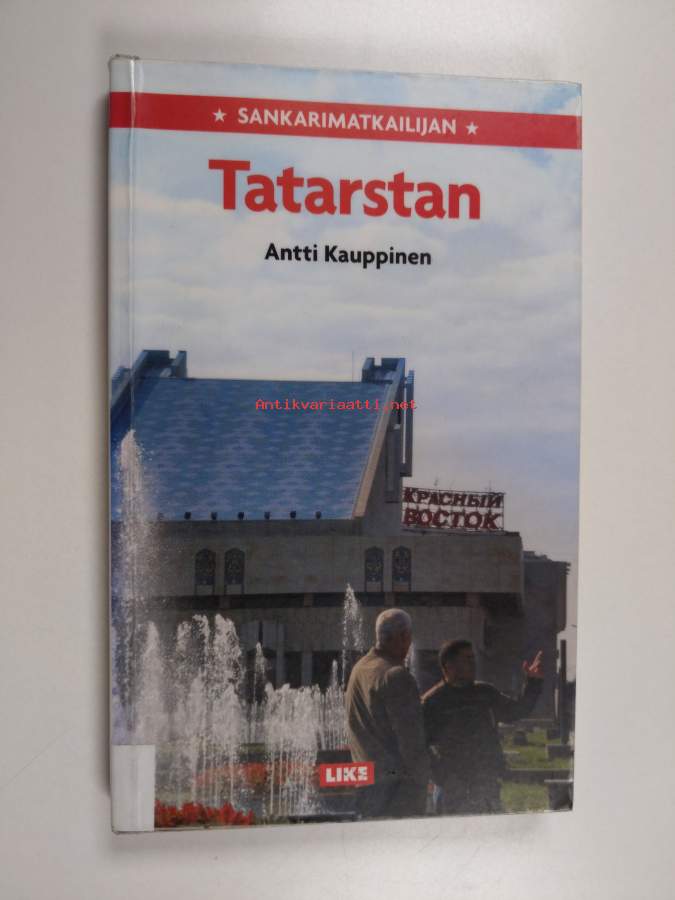 ★ SANKARIMATKAILIJAN ★
Tatarstan
Antti Kauppinen
Antikvariaatti.net
КРАСНЫЙ
ВОСТОК
LIKE